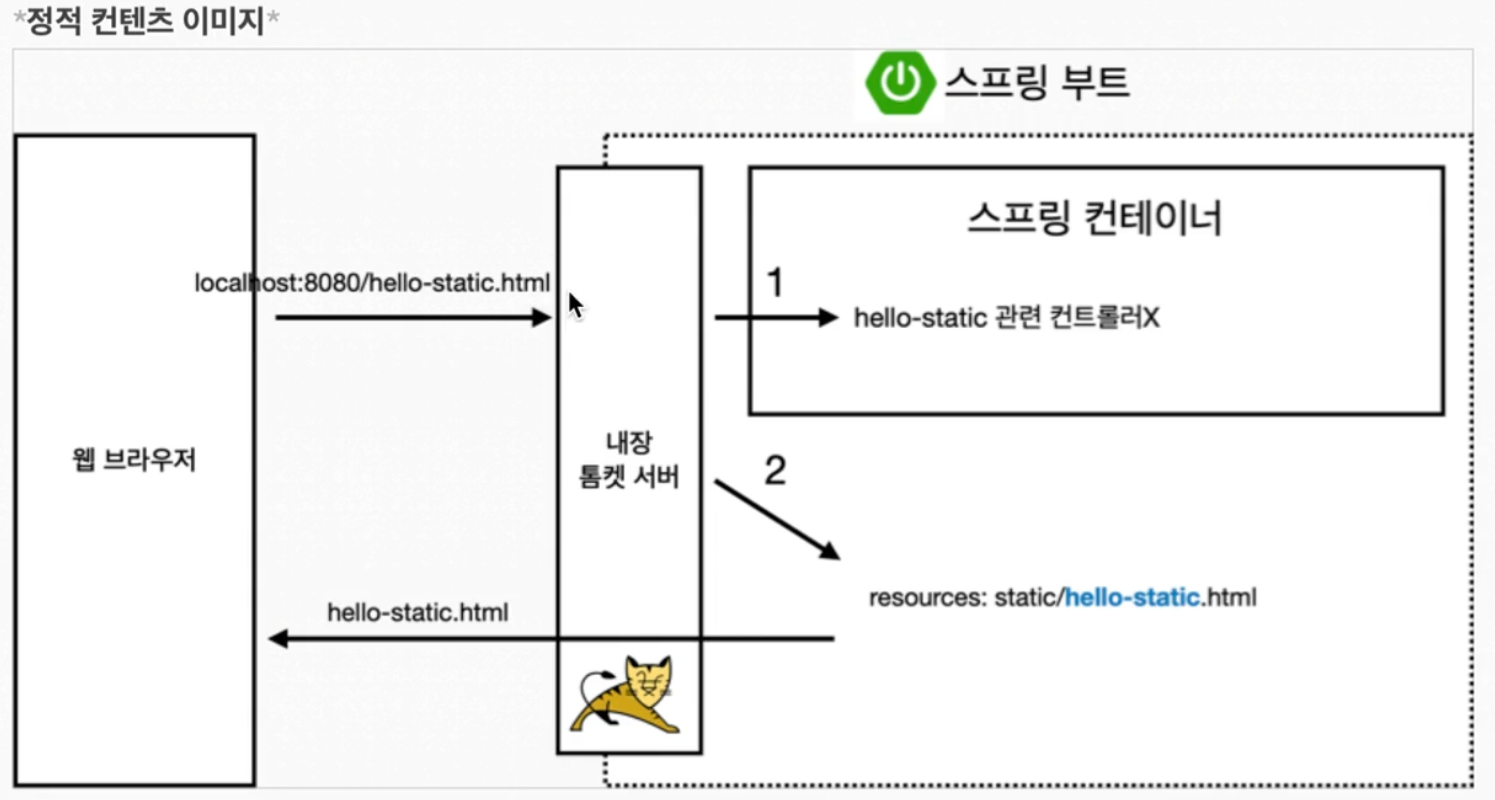 *정적 컨텐츠 이미지*
스프링 부트
스프링 컨테이너
localhost:8080/hello-static.html
1
hello-static 관련 컨트롤러X
웹 브라우저
내장
톰켓 서버
2
resources: static/hello-static.html
hello-static.html